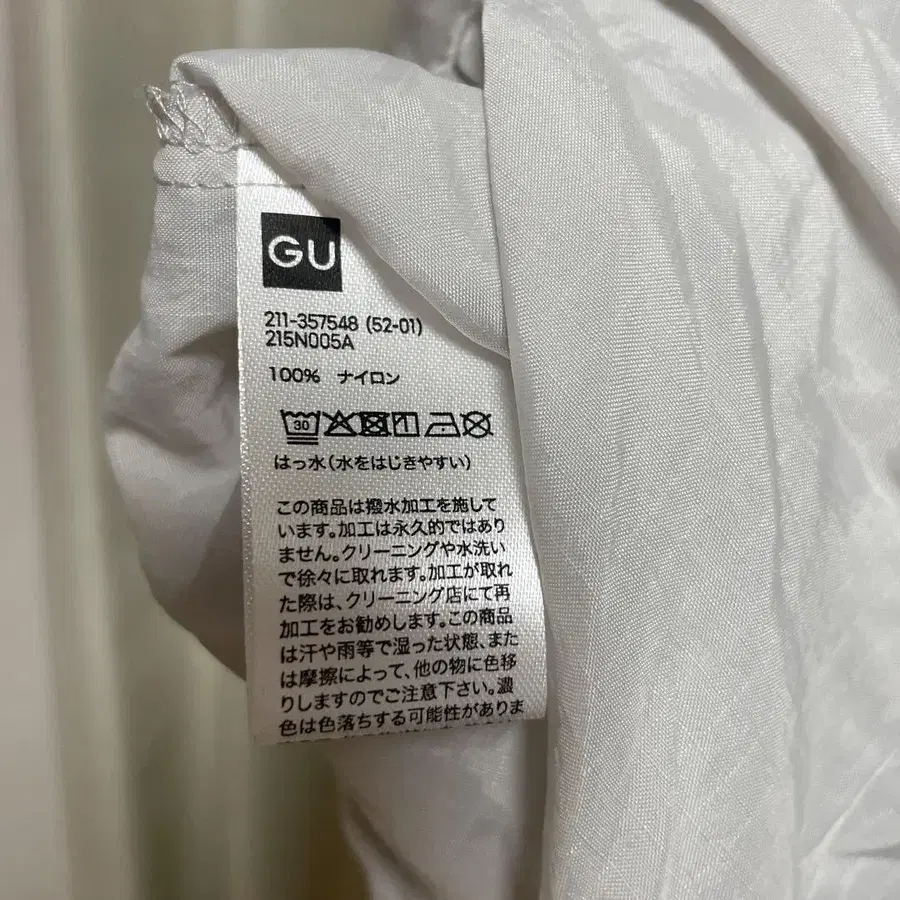 GU
211-357548 (52-01)
215N005A
100% ナイロン
30
はっ水(水をはじきやすい)
この商品は撥水加工を施して
います。加工は永久的ではあり
ません。クリーニングや水洗い
で徐々に取れます。加工が取れ
た際は、クリーニング店にて再
加工をお勧めします。この商品
は汗や雨等で湿った状態、また
は摩擦によって、他の物に色移
りしますのでご注意下さい。濃
色は色落ちする可能性がありま